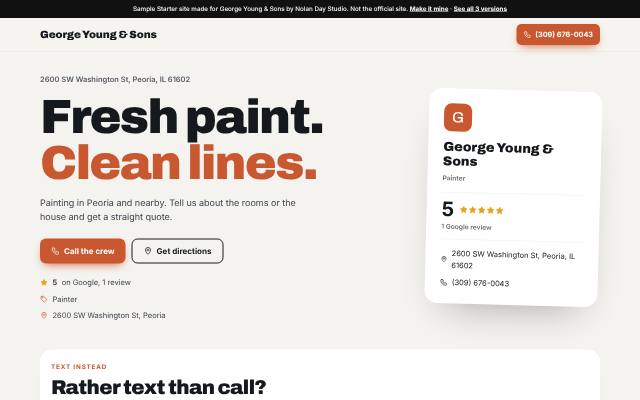 Sample Starter site made for George Young & Sons by Nolan Day Studio. Not the official site. Make it mine · See all 3 versions
George Young & Sons
(309) 676-0043
2600 SW Washington St, Peoria, IL 61602
Fresh paint.
Clean lines.
Painting in Peoria and nearby. Tell us about the rooms or the
house and get a straight quote.
Call the crew
Get directions
5 on Google, 1 review
Painter
2600 SW Washington St, Peoria
G
George Young &
Sons
Painter
5
1 Google review
2600 SW Washington St, Peoria, IL
61602
(309) 676-0043
TEXT INSTEAD
Rather text than call?